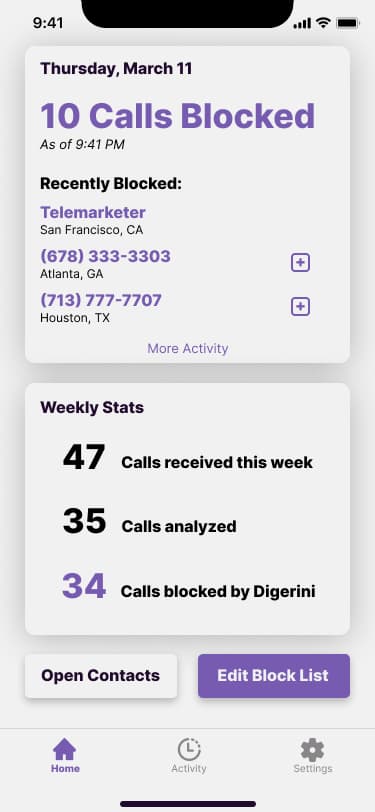 9:41
Thursday, March 11
10 Calls Blocked
As of 9:41 PM
Recently Blocked:
Telemarketer
San Francisco, CA
(678) 333-3303
Atlanta, GA
(713) 777-7707
Houston, TX
More Activity
Weekly Stats
47 Calls received this week
35 Calls analyzed
34 Calls blocked by Digerini
Open Contacts Edit Block List
Home Activity Settings